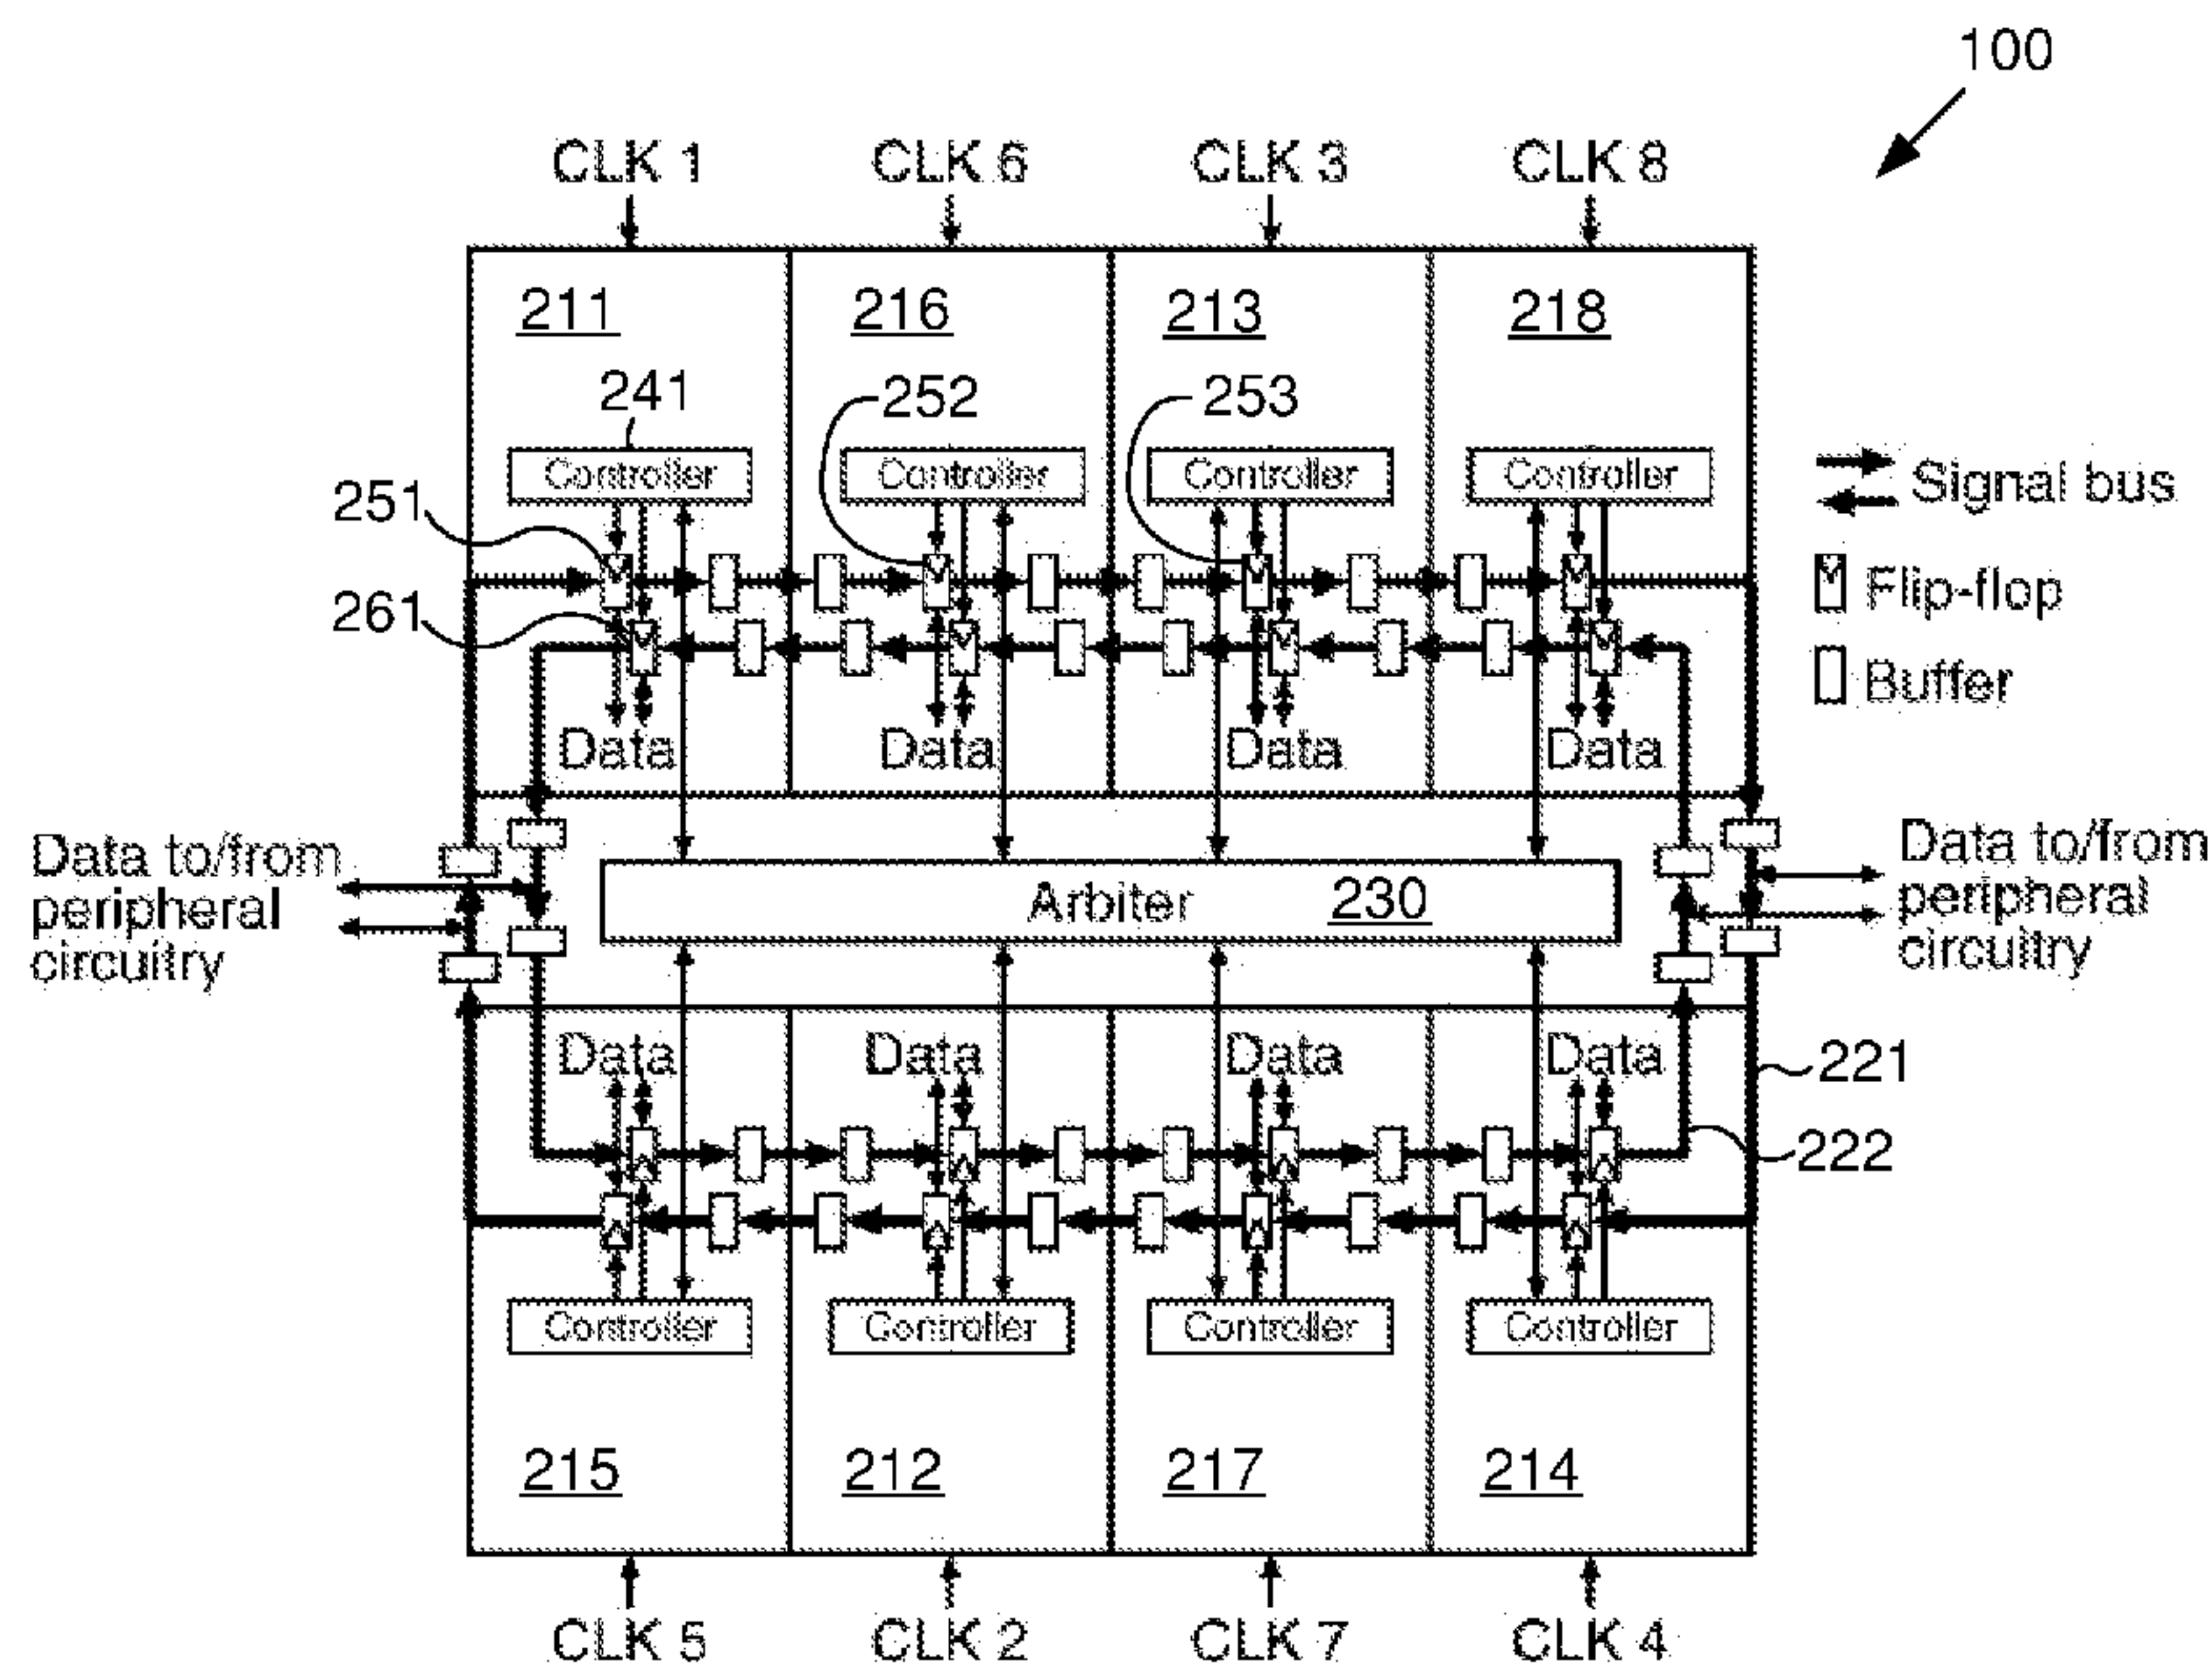 100
CLK 1 CLK 6 CLK 3 CLK 8
211 216 213 218
241 252 253
Controller Controller Controller Controller
251
Signal bus
Flip-flop
261
Buffer
Data Data Data Data
Data to/from
peripheral
circuitry
Arbiter 230
Data to/from
peripheral
circuitry
Data Data Data Data
221
222
Controller Controller Controller Controller
215 212 217 214
CLK 5 CLK 2 CLK 7 CLK 4